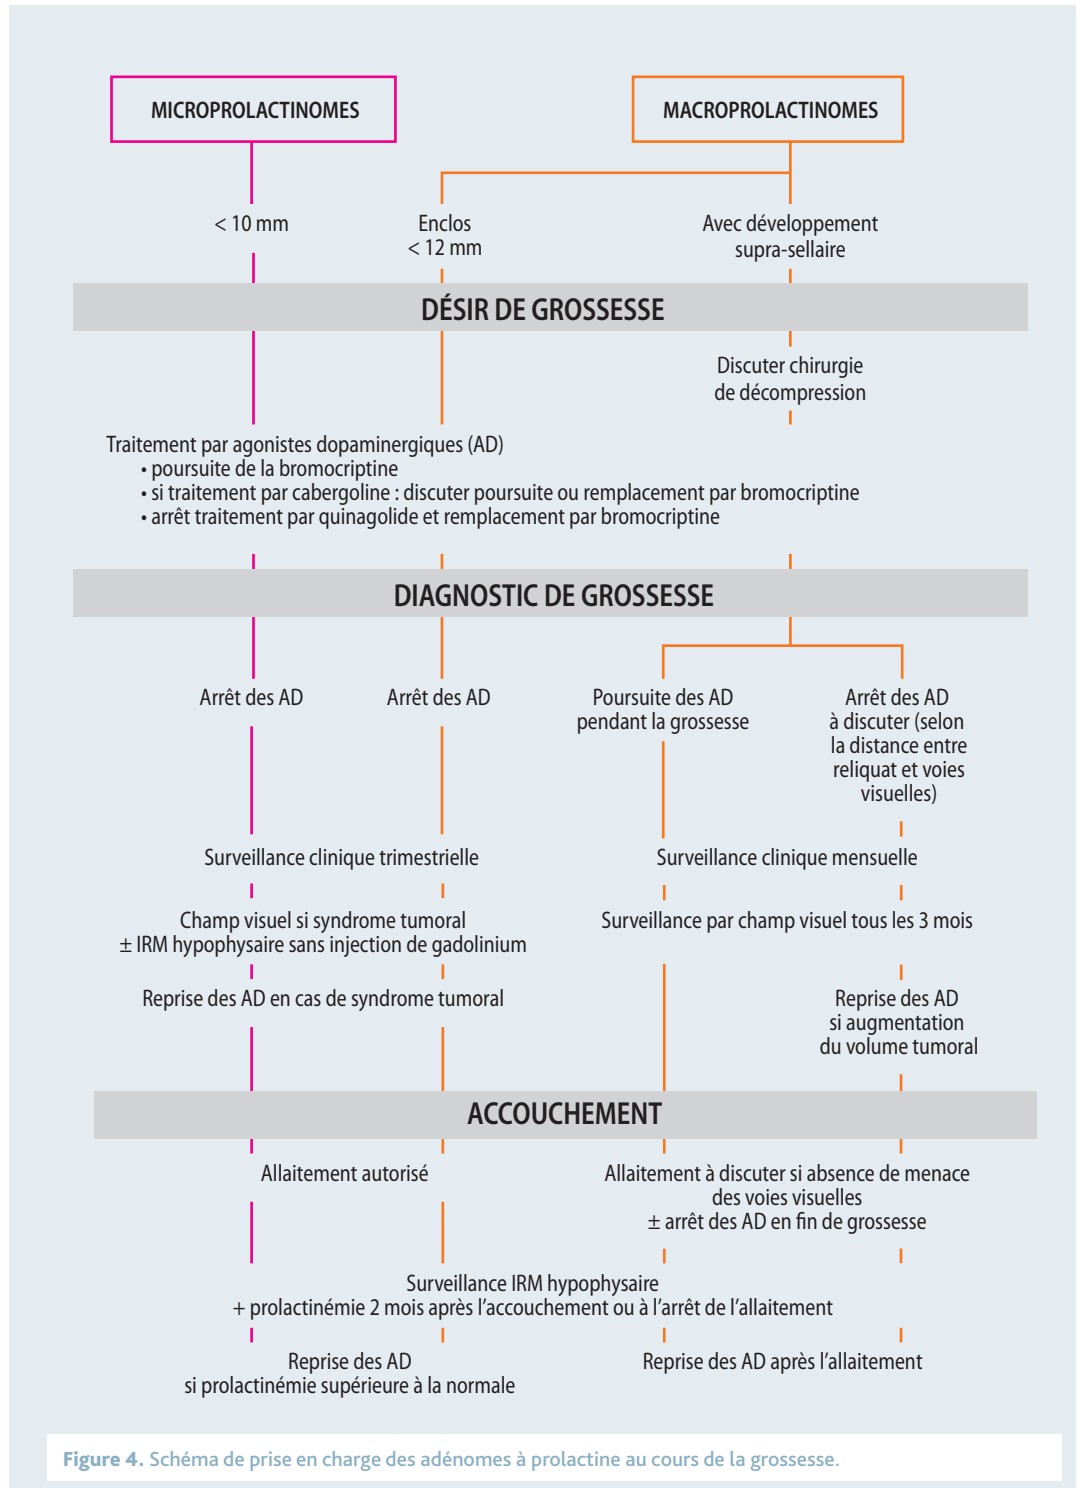 MICROPROLACTINOMES
MACROPROLACTINOMES
< 10 mm
Enclos
< 12 mm
Avec développement
supra-sellaire
DÉSIR DE GROSSESSE
Discuter chirurgie
de décompression
Traitement par agonistes dopaminergiques (AD)
• poursuite de la bromocriptine
• si traitement par cabergoline : discuter poursuite ou remplacement par bromocriptine
• arrêt traitement par quinagolide et remplacement par bromocriptine
DIAGNOSTIC DE GROSSESSE
Arrêt des AD
Arrêt des AD
Poursuite des AD
pendant la grossesse
Arrêt des AD
à discuter (selon
la distance entre
reliquat et voies
visuelles)
Surveillance clinique trimestrielle
Surveillance clinique mensuelle
Champ visuel si syndrome tumoral
± IRM hypophysaire sans injection de gadolinium
Surveillance par champ visuel tous les 3 mois
Reprise des AD en cas de syndrome tumoral
Reprise des AD
si augmentation
du volume tumoral
ACCOUCHEMENT
Allaitement autorisé
Allaitement à discuter si absence de menace
des voies visuelles
± arrêt des AD en fin de grossesse
Surveillance IRM hypophysaire
+ prolactinémie 2 mois après l'accouchement ou à l'arrêt de l'allaitement
Reprise des AD
si prolactinémie supérieure à la normale
Reprise des AD après l'allaitement
Figure 4. Schéma de prise en charge des adénomes à prolactine au cours de la grossesse.